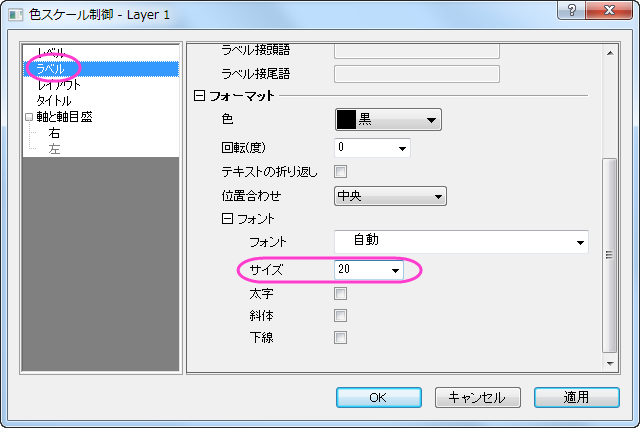 色スケール制御 - Layer 1
レベル
ラベル
レイアウト
タイトル
軸と軸目盛
右
左
ラベル接頭語
ラベル接尾語
フォーマット
色 黒
回転(度) 0
テキストの折り返し
位置合わせ 中央
フォント
フォント 自動
サイズ 20
太字
斜体
下線
OK キャンセル 適用